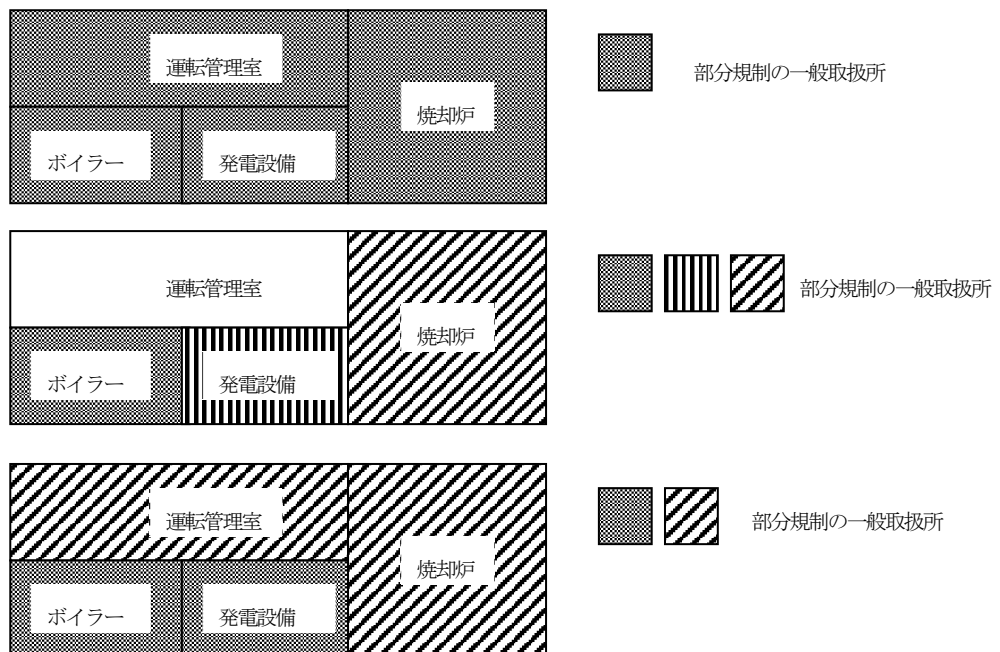 運転管理室
焼却炉
ボイラー
発電設備
部分規制の一般取扱所
運転管理室
焼却炉
ボイラー
発電設備
部分規制の一般取扱所
運転管理室
焼却炉
ボイラー
発電設備
部分規制の一般取扱所